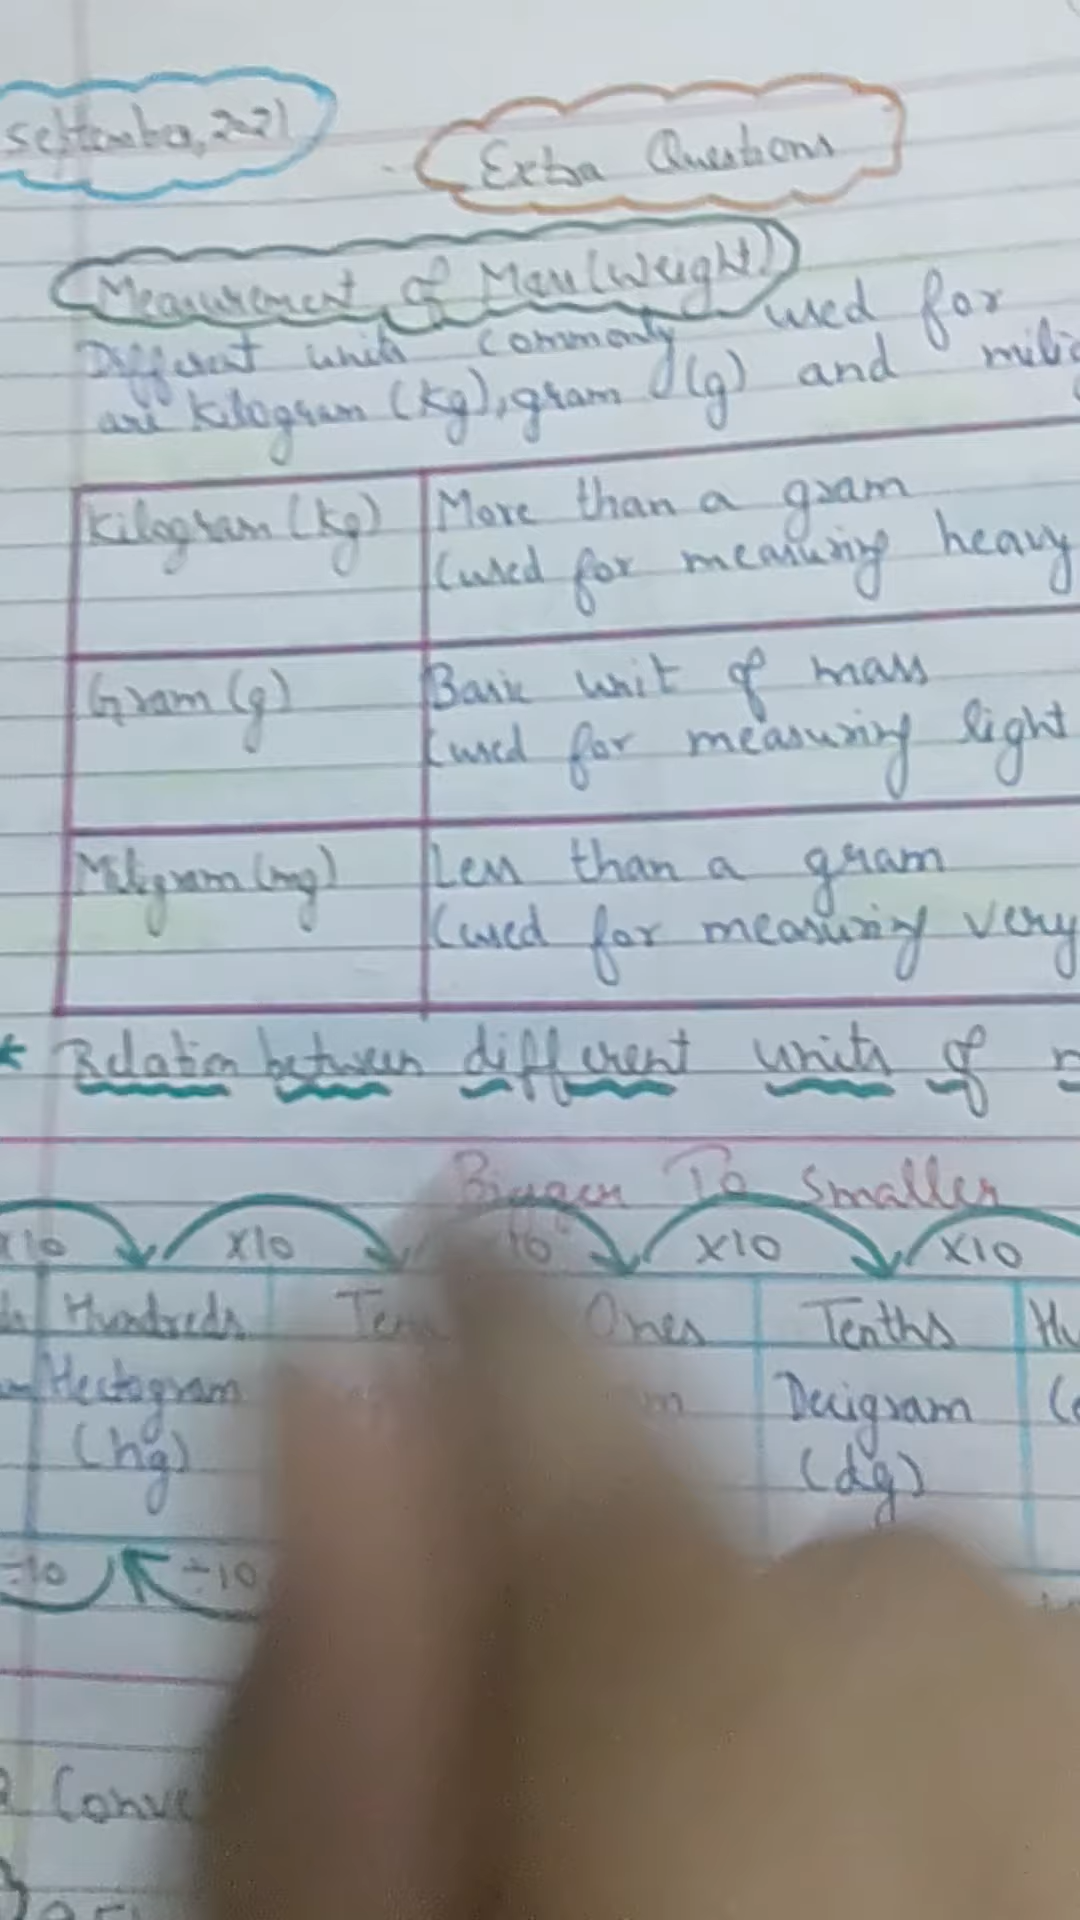 September, 2021
Extra Questions
Measurement of Mass (Weight)
Different units commonly used for
are kilogram (kg), gram (g) and
Kilogram (kg) More than a gram
(used for measuring heavy
Gram (g) Basic unit of mass
(used for measuring light
Miligram (mg) Less than a gram
(used for measuring very
* Relation between different units of
Bigger To Smaller
x10 x10 x10 x10
Hundreds Ones Tenths
Hectogram Decigram
(hg) (dg)
÷10 ÷10